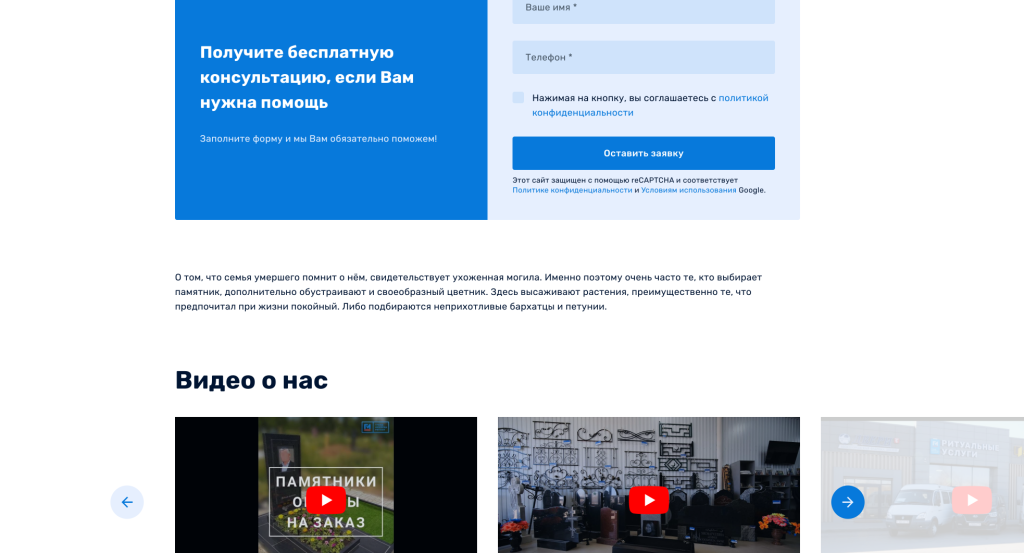 Ваше имя *
Получите бесплатную
консультацию, если Вам
нужна помощь
Заполните форму и мы Вам обязательно поможем!
Телефон *
Нажимая на кнопку, вы соглашаетесь с политикой
конфиденциальности
Оставить заявку
Этот сайт защищен с помощью reCAPTCHA и соответствует
Политике конфиденциальности и Условиям использования Google.
О том, что семья умершего помнит о нём, свидетельствует ухоженная могила. Именно поэтому очень часто те, кто выбирает
памятник, дополнительно обустраивают и своеобразный цветник. Здесь высаживают растения, преимущественно те, что
предпочитал при жизни покойный. Либо подбираются неприхотливые бархатцы и петунии.
Видео о нас
ПАМЯТНИКИ
НА ЗАКАЗ
РИТУАЛЬНЫЕ
УСЛУГИ